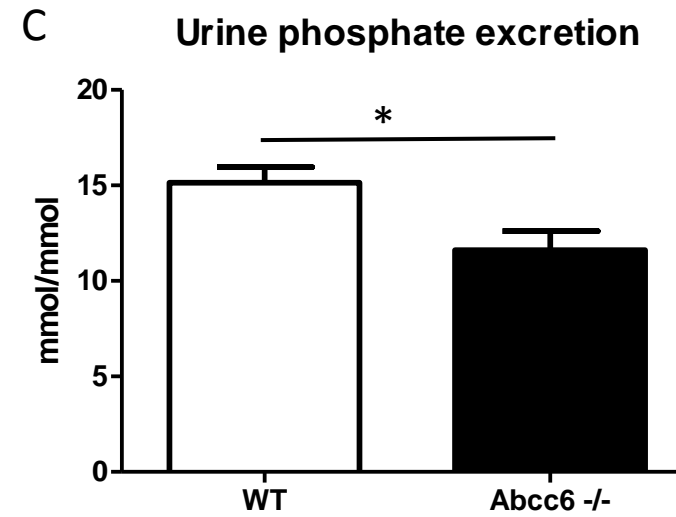 C
Urine phosphate excretion
*
mmol/mmol
20
15
10
5
0
WT
Abcc6 -/-